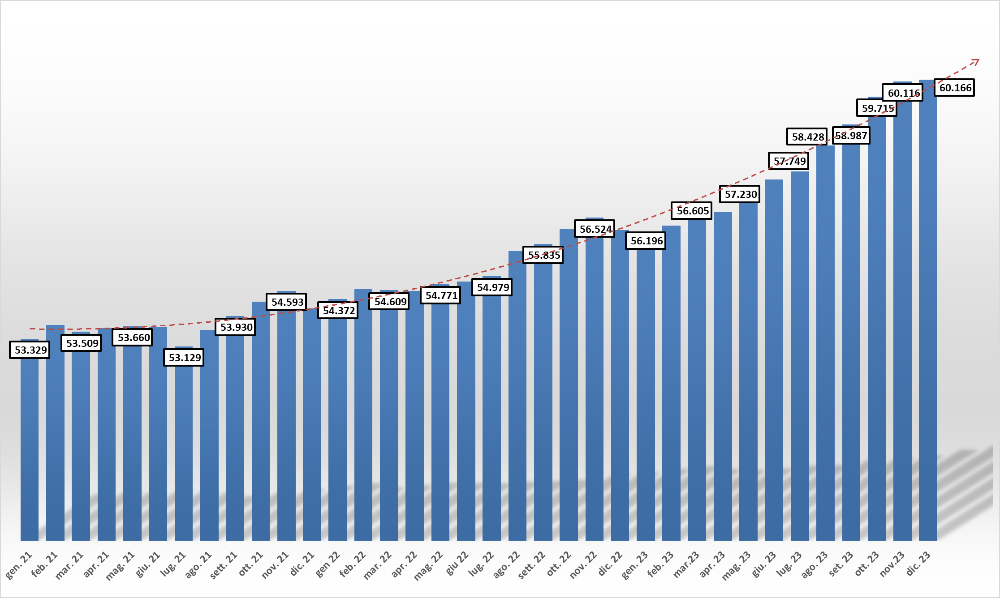 53.329
53.509
53.660
53.129
53.930
54.593
54.372
54.609
54.771
54.979
55.835
56.524
56.196
56.605
57.230
57.749
58.428
58.987
59.715
60.116
60.166
gen. 21
feb. 21
mar. 21
apr. 21
mag. 21
giu. 21
lug. 21
ago. 21
sett. 21
ott. 21
nov. 21
dic. 21
gen 22
feb. 22
mar. 22
apr. 22
mag. 22
giu 22
lug. 22
ago. 22
sett. 22
ott. 22
nov. 22
dic. 22
gen. 23
feb. 23
mar.23
apr. 23
mag. 23
giu. 23
lug. 23
ago. 23
set. 23
ott. 23
nov.23
dic. 23